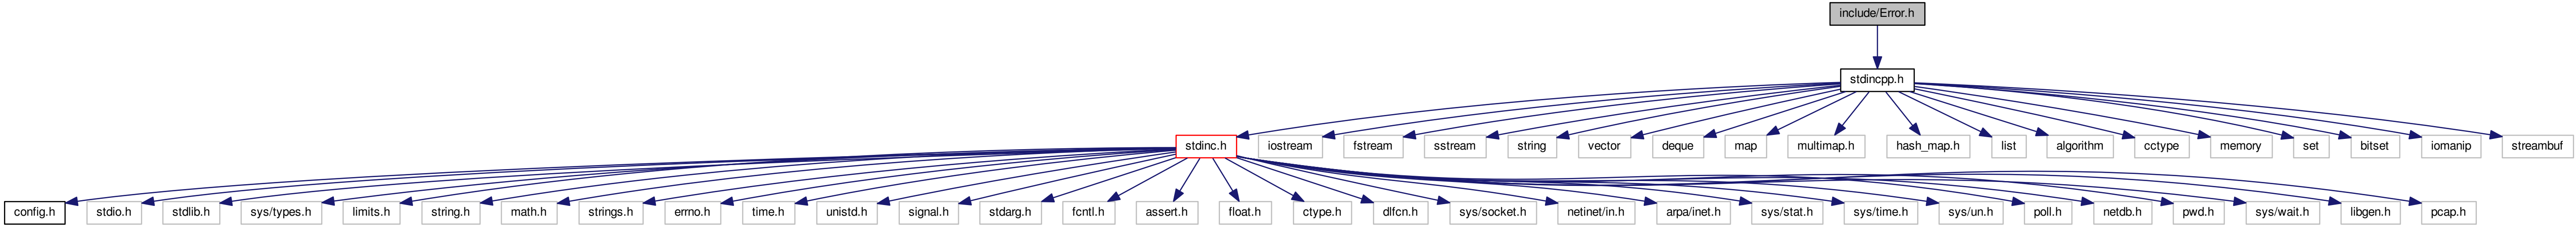 include/Error.h
stdincpp.h
stdinc.h
iostream
fstream
sstream
string
vector
deque
map
multimap.h
hash_map.h
list
algorithm
cctype
memory
set
bitset
iomanip
streambuf
config.h
stdio.h
stdlib.h
sys/types.h
limits.h
string.h
math.h
strings.h
errno.h
time.h
unistd.h
signal.h
stdarg.h
fcntl.h
assert.h
float.h
ctype.h
dlfcn.h
sys/socket.h
netinet/in.h
arpa/inet.h
sys/stat.h
sys/time.h
sys/un.h
poll.h
netdb.h
pwd.h
sys/wait.h
libgen.h
pcap.h